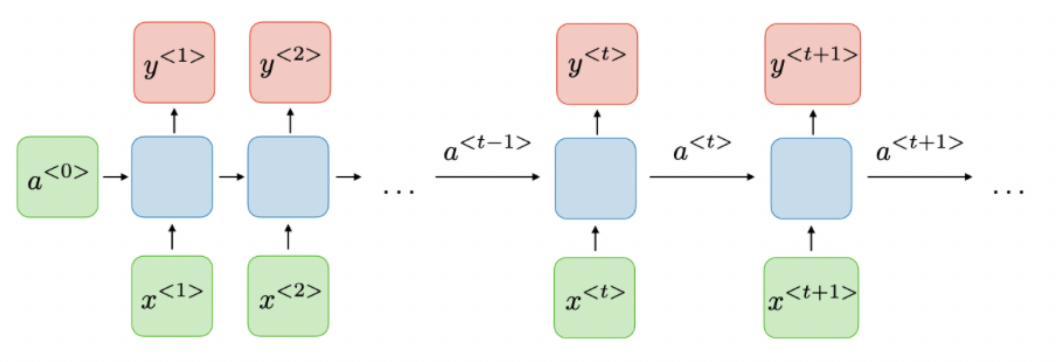 y<1> y<2> y<t> y<t+1>
a<0> ... a<t−1> a<t> a<t+1> ...
x<1> x<2> x<t> x<t+1>